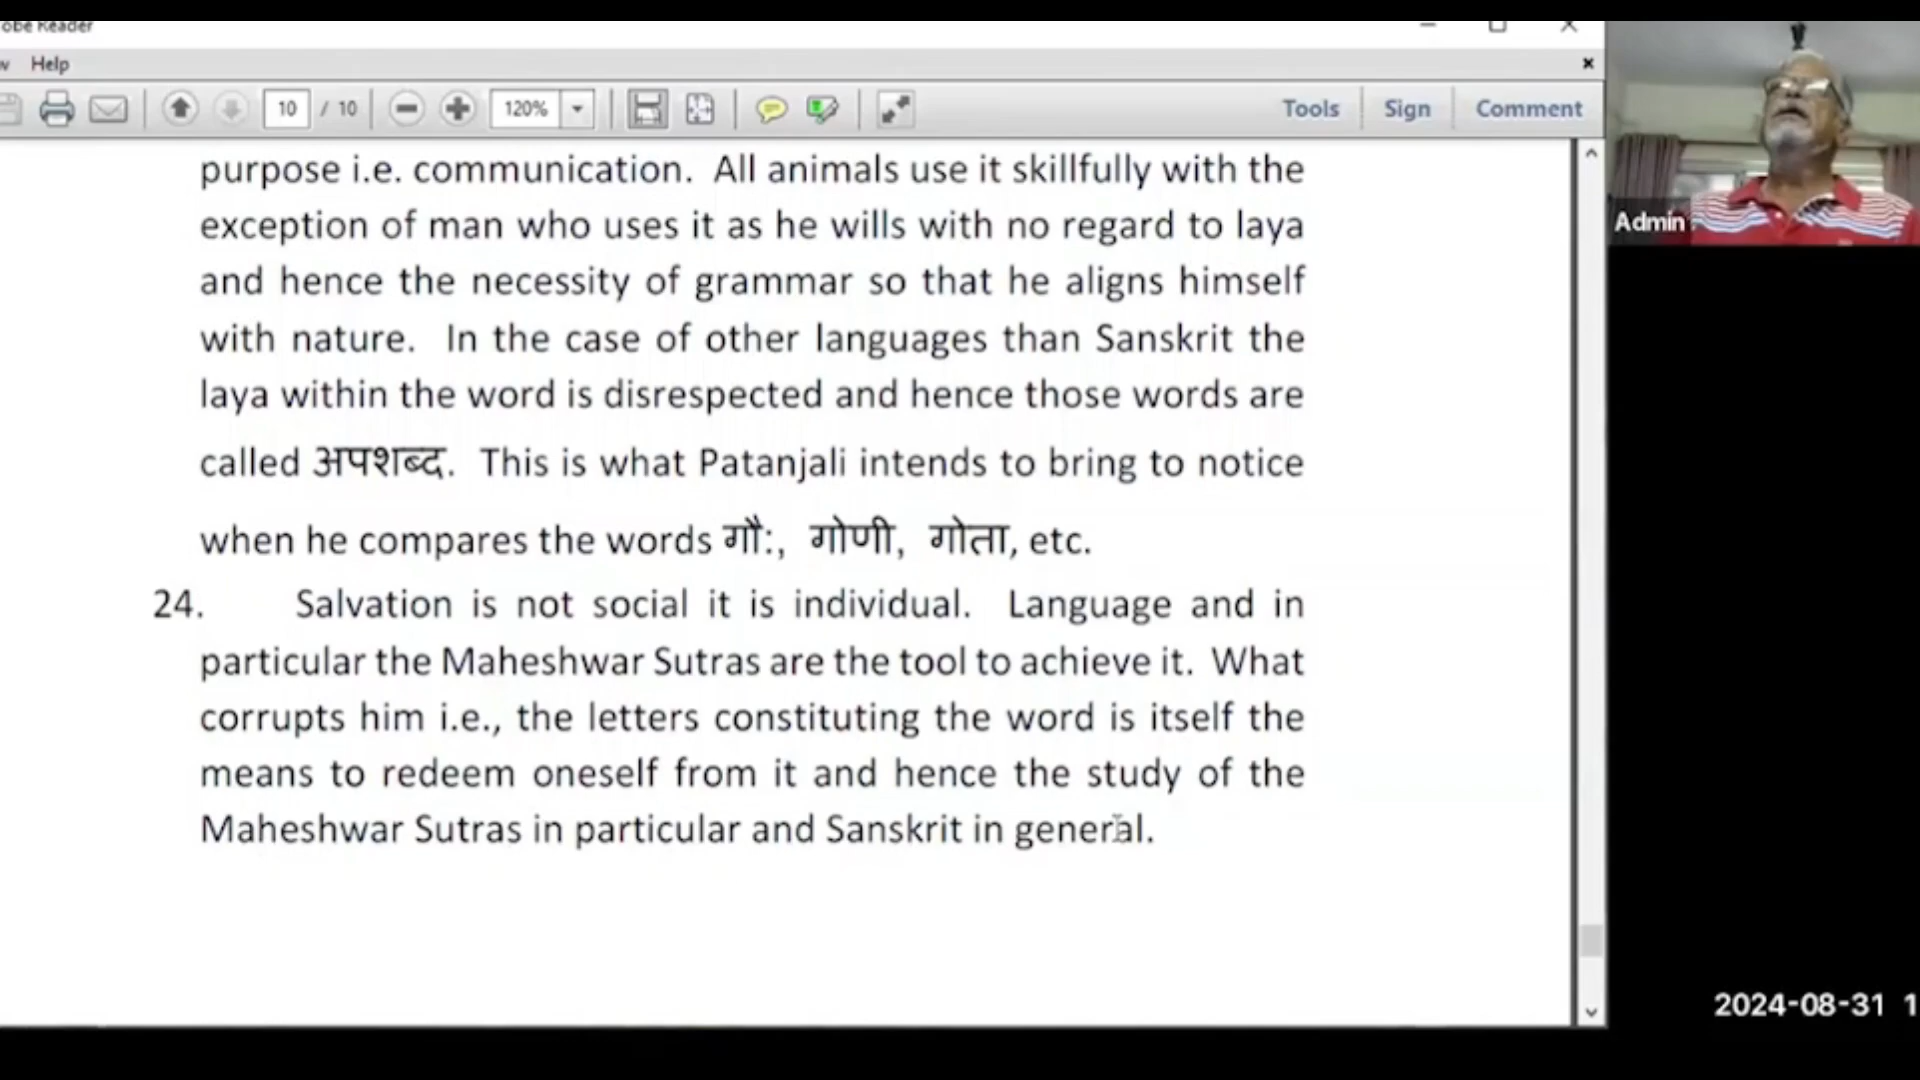 obe Reader
w Help
10 / 10 120% Tools Sign Comment
purpose i.e. communication. All animals use it skillfully with the
exception of man who uses it as he wills with no regard to laya
and hence the necessity of grammar so that he aligns himself
with nature. In the case of other languages than Sanskrit the
laya within the word is disrespected and hence those words are
called अपशब्द. This is what Patanjali intends to bring to notice
when he compares the words गौ:, गोणी, गोता, etc.
24. Salvation is not social it is individual. Language and in
particular the Maheshwar Sutras are the tool to achieve it. What
corrupts him i.e., the letters constituting the word is itself the
means to redeem oneself from it and hence the study of the
Maheshwar Sutras in particular and Sanskrit in general.
Admin
2024-08-31 1